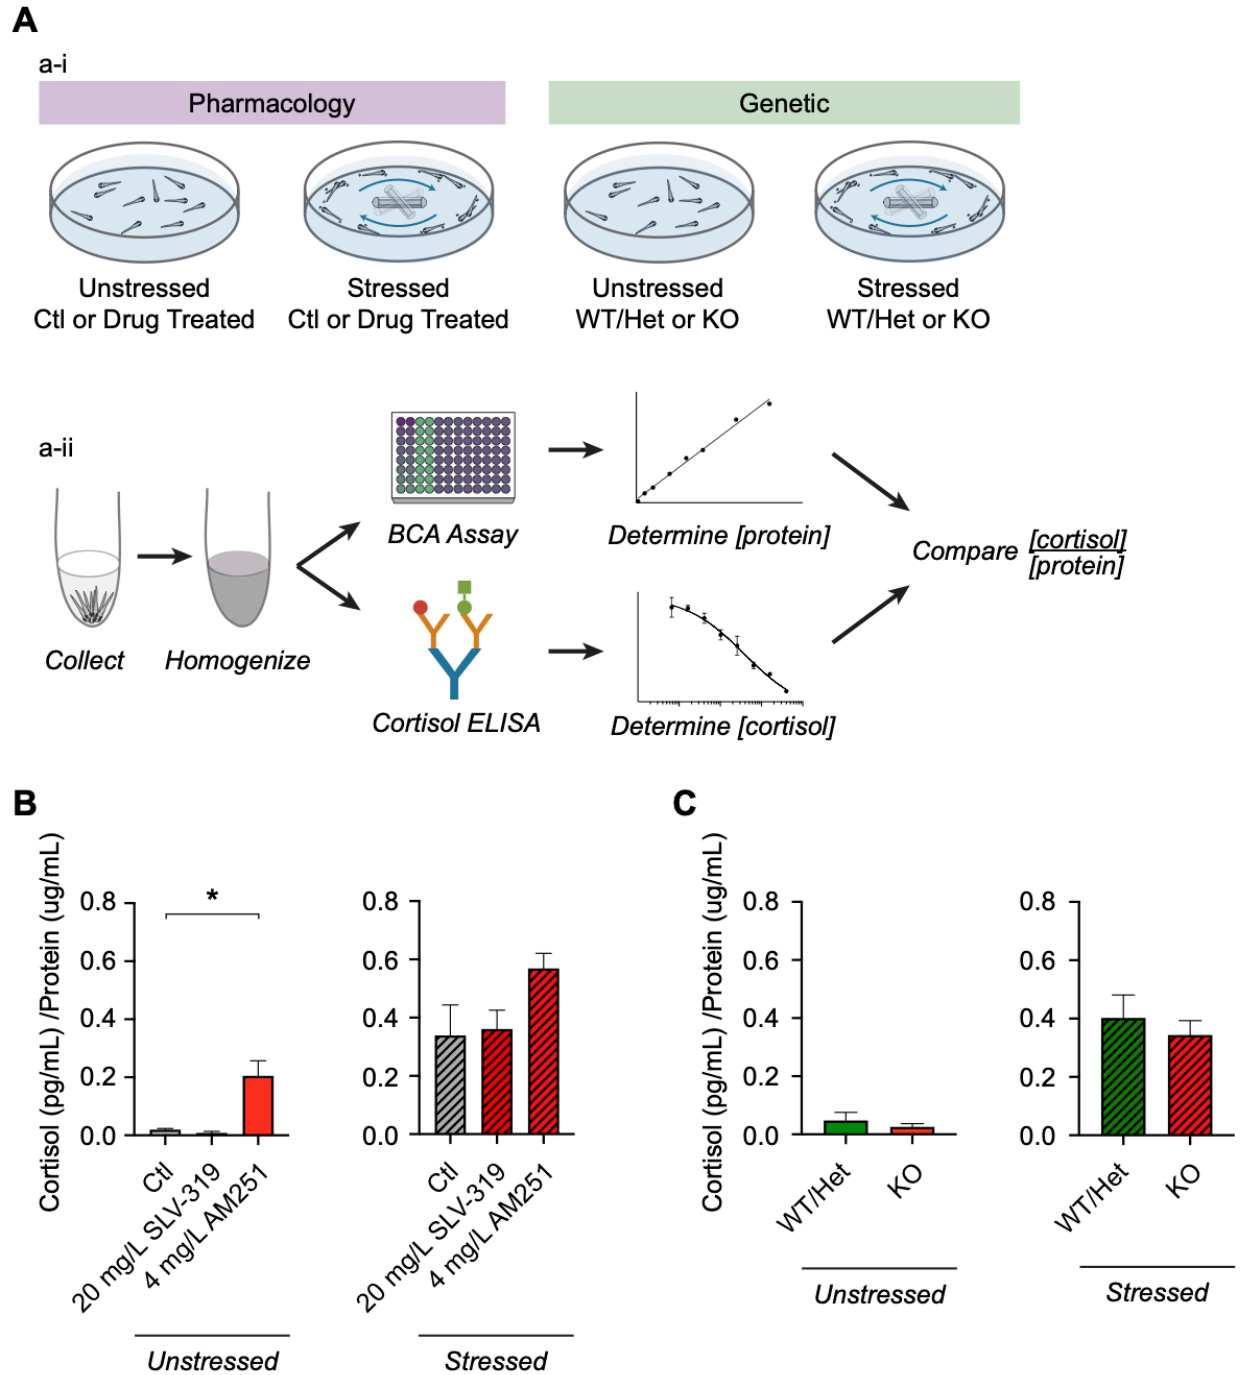 A
a-i
Pharmacology
Genetic
Unstressed
Ctl or Drug Treated
Stressed
Ctl or Drug Treated
Unstressed
WT/Het or KO
Stressed
WT/Het or KO
a-ii
Collect
Homogenize
BCA Assay
Cortisol ELISA
Determine [protein]
Determine [cortisol]
Compare [cortisol]
[protein]
B
Cortisol (pg/mL) /Protein (ug/mL)
0.8
0.6
0.4
0.2
0.0
*
Ctl
20 mg/L SLV-319
4 mg/L AM251
Unstressed
0.8
0.6
0.4
0.2
0.0
Ctl
20 mg/L SLV-319
4 mg/L AM251
Stressed
C
Cortisol (pg/mL) /Protein (ug/mL)
0.8
0.6
0.4
0.2
0.0
WT/Het
KO
Unstressed
0.8
0.6
0.4
0.2
0.0
WT/Het
KO
Stressed